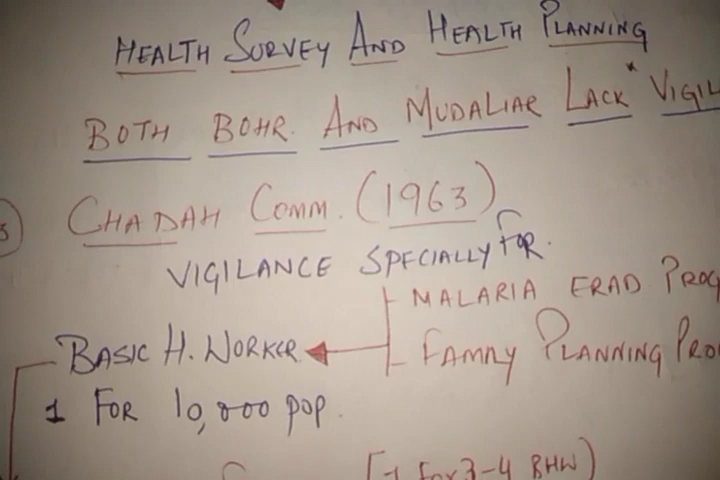 HEALTH SURVEY AND HEALTH PLANNING
BOTH BOHR. AND MUDALIAR LACK* VIGIL
3
CHADAH COMM. (1963)
VIGILANCE SPECIALLY FOR.
MALARIA ERAD PROG
BASIC H. WORKER
FAMILY PLANNING PRO
1 FOR 10,000 POP.
[1 FOR 3-4 BHW)